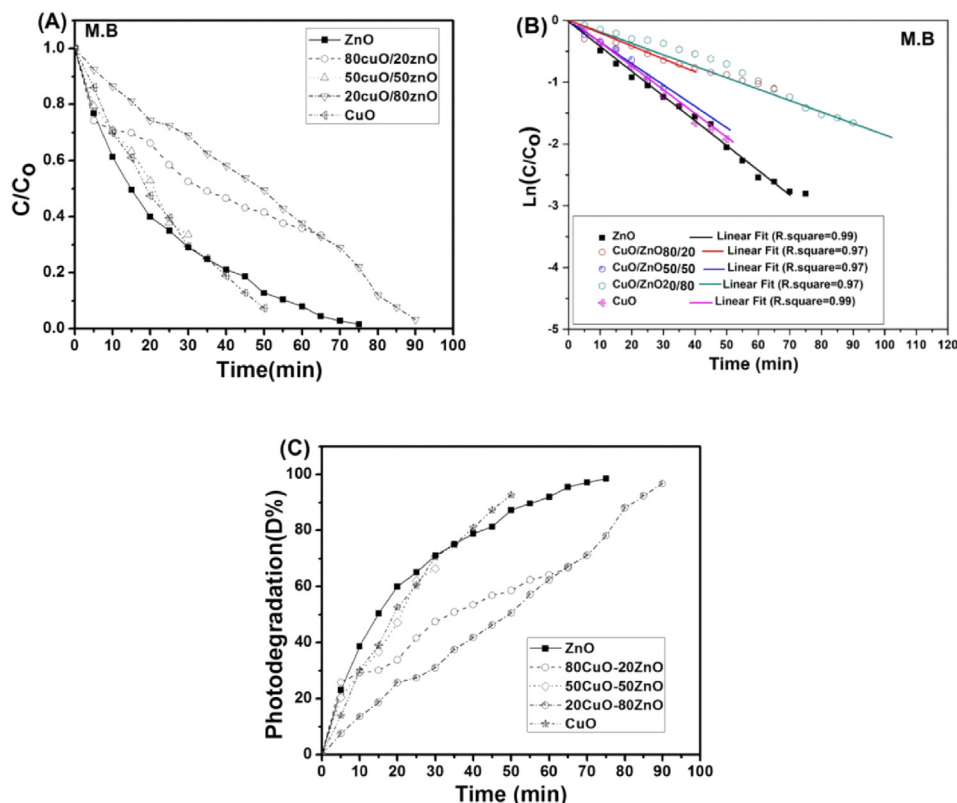 (A)
M.B
ZnO
80cuO/20znO
50cuO/50znO
20cuO/80znO
CuO
C/Co
1.0
0.8
0.6
0.4
0.2
0.0
0 10 20 30 40 50 60 70 80 90 100
Time(min)
(B)
M.B
Ln(C/Co)
0
-1
-2
-3
-4
-5
ZnO Linear Fit (R.square=0.99)
CuO/ZnO80/20 Linear Fit (R.square=0.97)
CuO/ZnO50/50 Linear Fit (R.square=0.97)
CuO/ZnO20/80 Linear Fit (R.square=0.97)
CuO Linear Fit (R.square=0.99)
0 10 20 30 40 50 60 70 80 90 100 110 120
Time (min)
(C)
Photodegradation(D%)
100
80
60
40
20
0
ZnO
80CuO-20ZnO
50CuO-50ZnO
20CuO-80ZnO
CuO
0 10 20 30 40 50 60 70 80 90 100
Time (min)